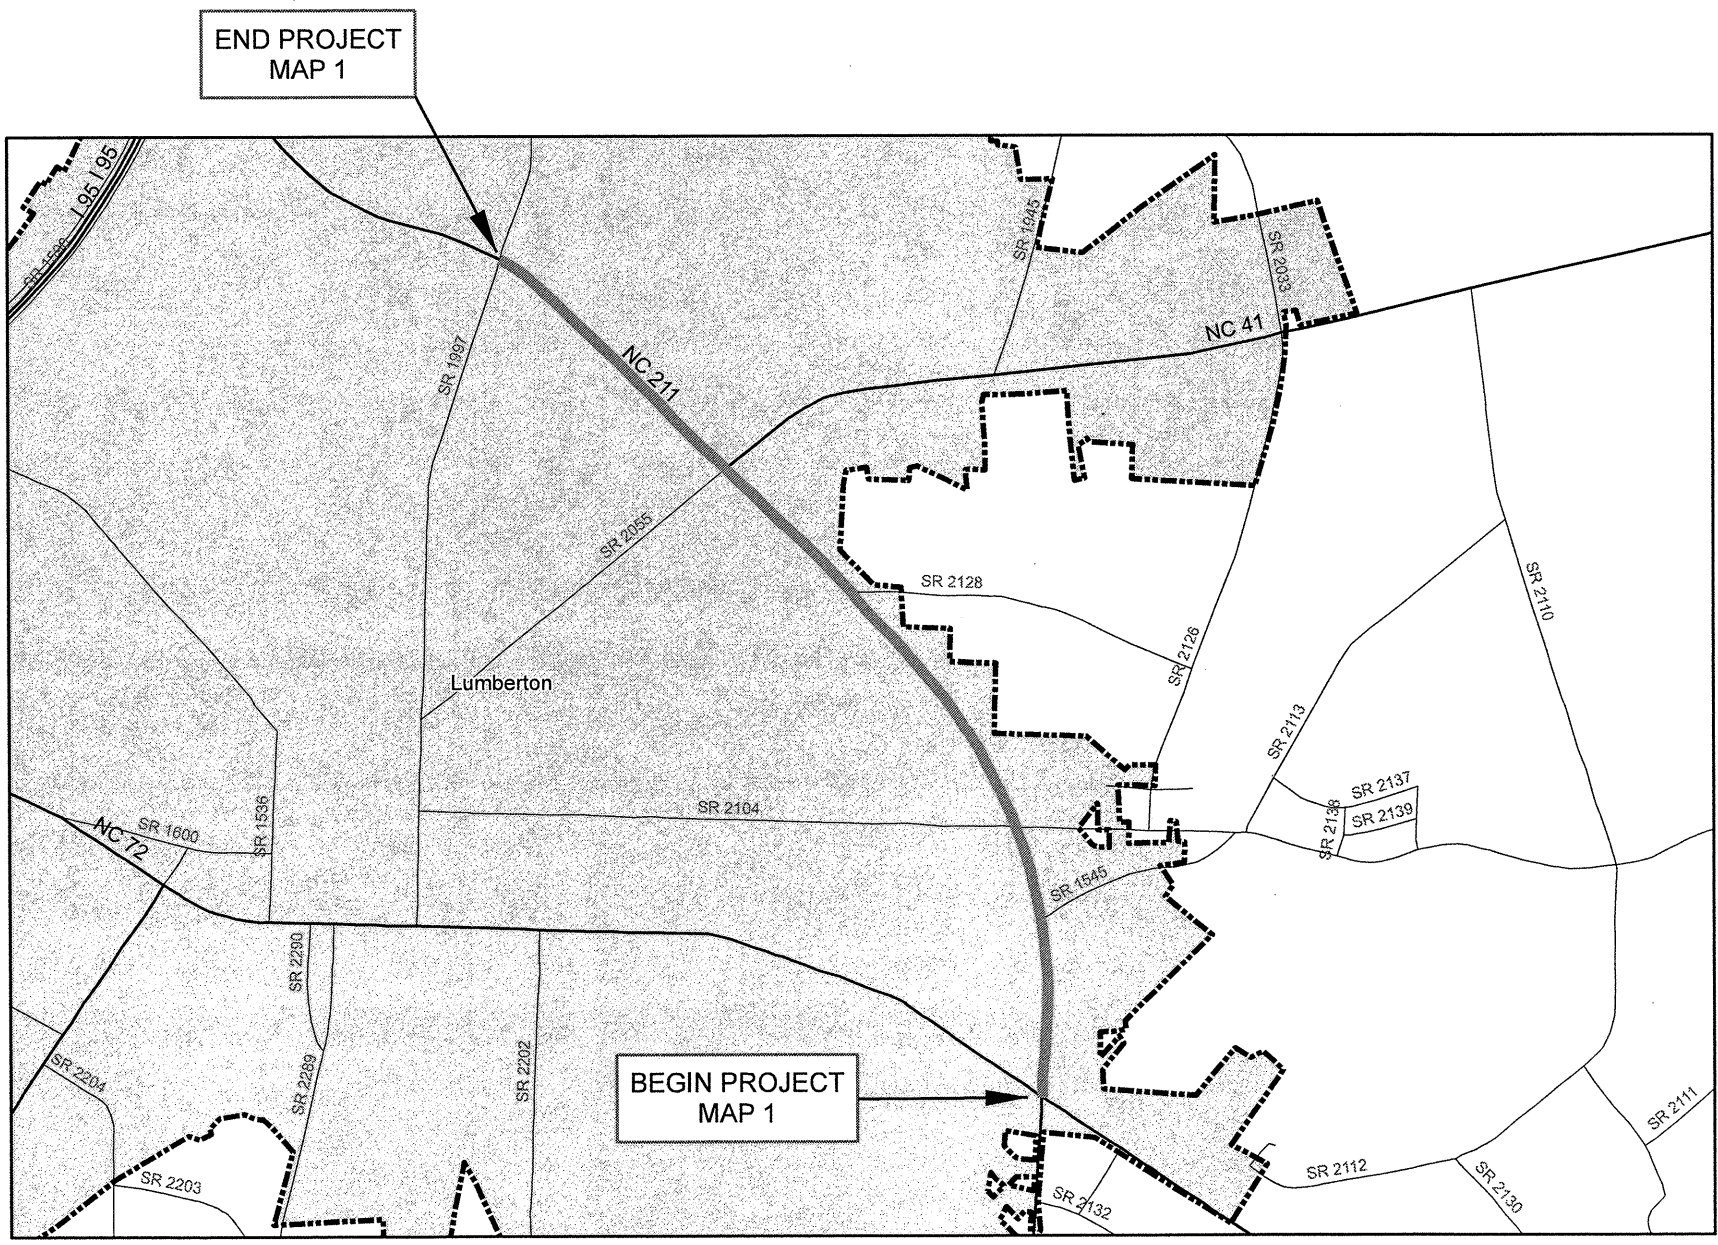 END PROJECT
MAP 1
I 95
I 95
SR 1945
SR 2033
NC 41
SR 1997
NC 211
SR 2055
SR 2128
SR 2110
SR 2126
Lumberton
SR 2113
SR 2137
SR 2139
SR 2138
SR 2104
SR 1536
SR 1600
NC 72
SR 1545
SR 2290
SR 2289
SR 2202
SR 2204
BEGIN PROJECT
MAP 1
SR 2111
SR 2112
SR 2130
SR 2203
SR 2132